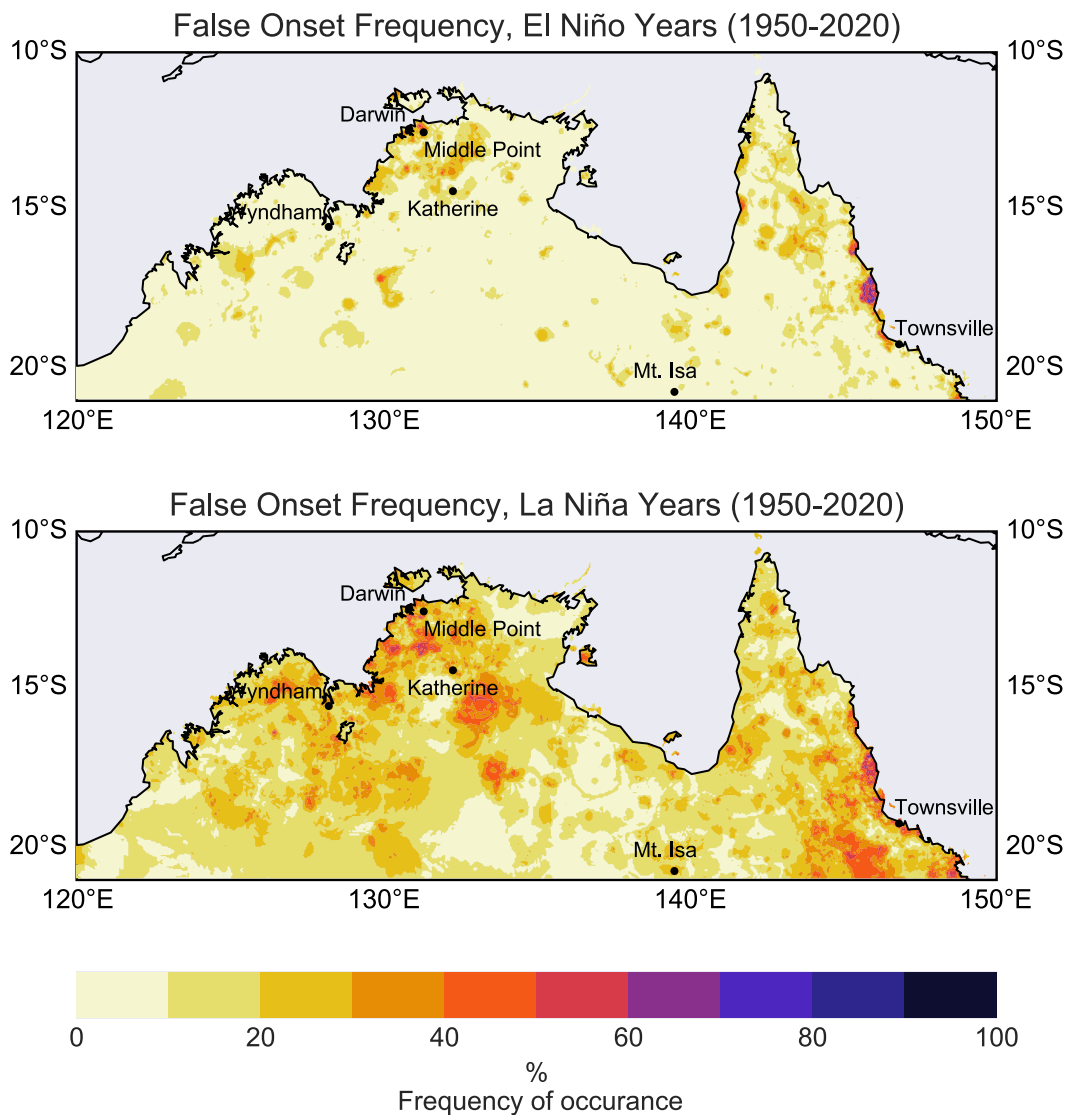 False Onset Frequency, El Niño Years (1950-2020)
10°S 10°S
Darwin
Middle Point
15°S 15°S
Katherine
Wyndham
Townsville
20°S 20°S
Mt. Isa
120°E 130°E 140°E 150°E
False Onset Frequency, La Niña Years (1950-2020)
10°S 10°S
Darwin
Middle Point
15°S 15°S
Katherine
Wyndham
Townsville
20°S 20°S
Mt. Isa
120°E 130°E 140°E 150°E
0 20 40 60 80 100
%
Frequency of occurance